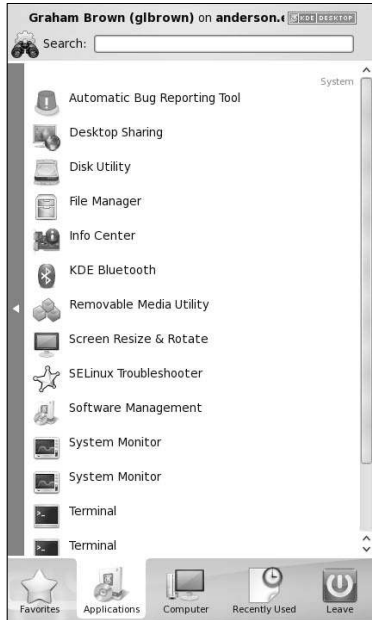 Graham Brown (glbrown) on anderson. KDE DESKTOP
Search:
System
Automatic Bug Reporting Tool
Desktop Sharing
Disk Utility
File Manager
Info Center
KDE Bluetooth
Removable Media Utility
Screen Resize & Rotate
SELinux Troubleshooter
Software Management
System Monitor
System Monitor
Terminal
Terminal
Favorites Applications Computer Recently Used Leave